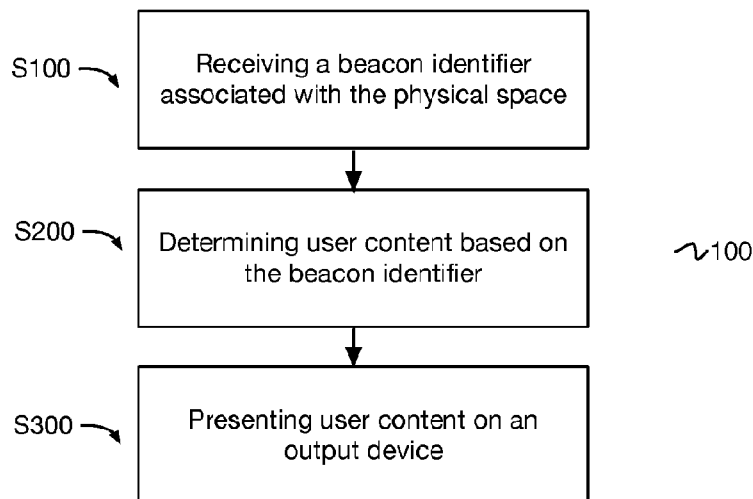 S100
Receiving a beacon identifier
associated with the physical space
S200
Determining user content based on
the beacon identifier
100
S300
Presenting user content on an
output device